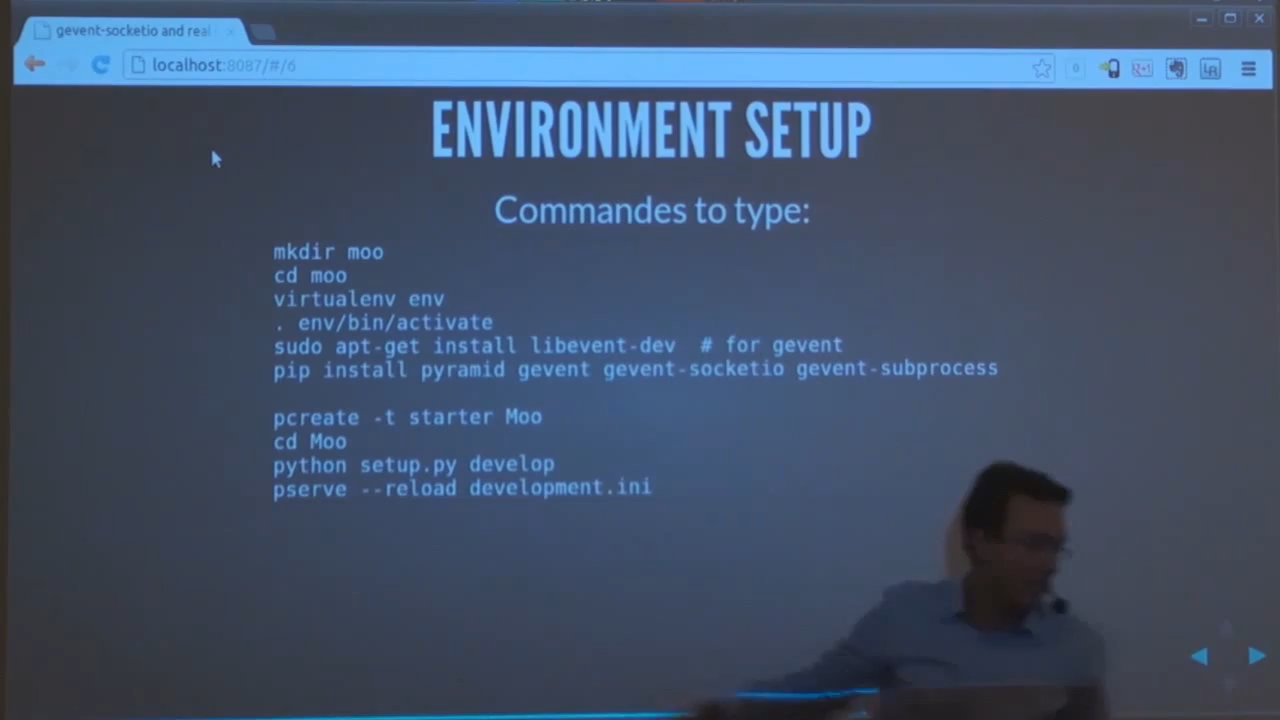 gevent-socketio and real
localhost:8087/#/6
ENVIRONMENT SETUP
Commandes to type:
mkdir moo
cd moo
virtualenv env
. env/bin/activate
sudo apt-get install libevent-dev  # for gevent
pip install pyramid gevent gevent-socketio gevent-subprocess
pcreate -t starter Moo
cd Moo
python setup.py develop
pserve --reload development.ini